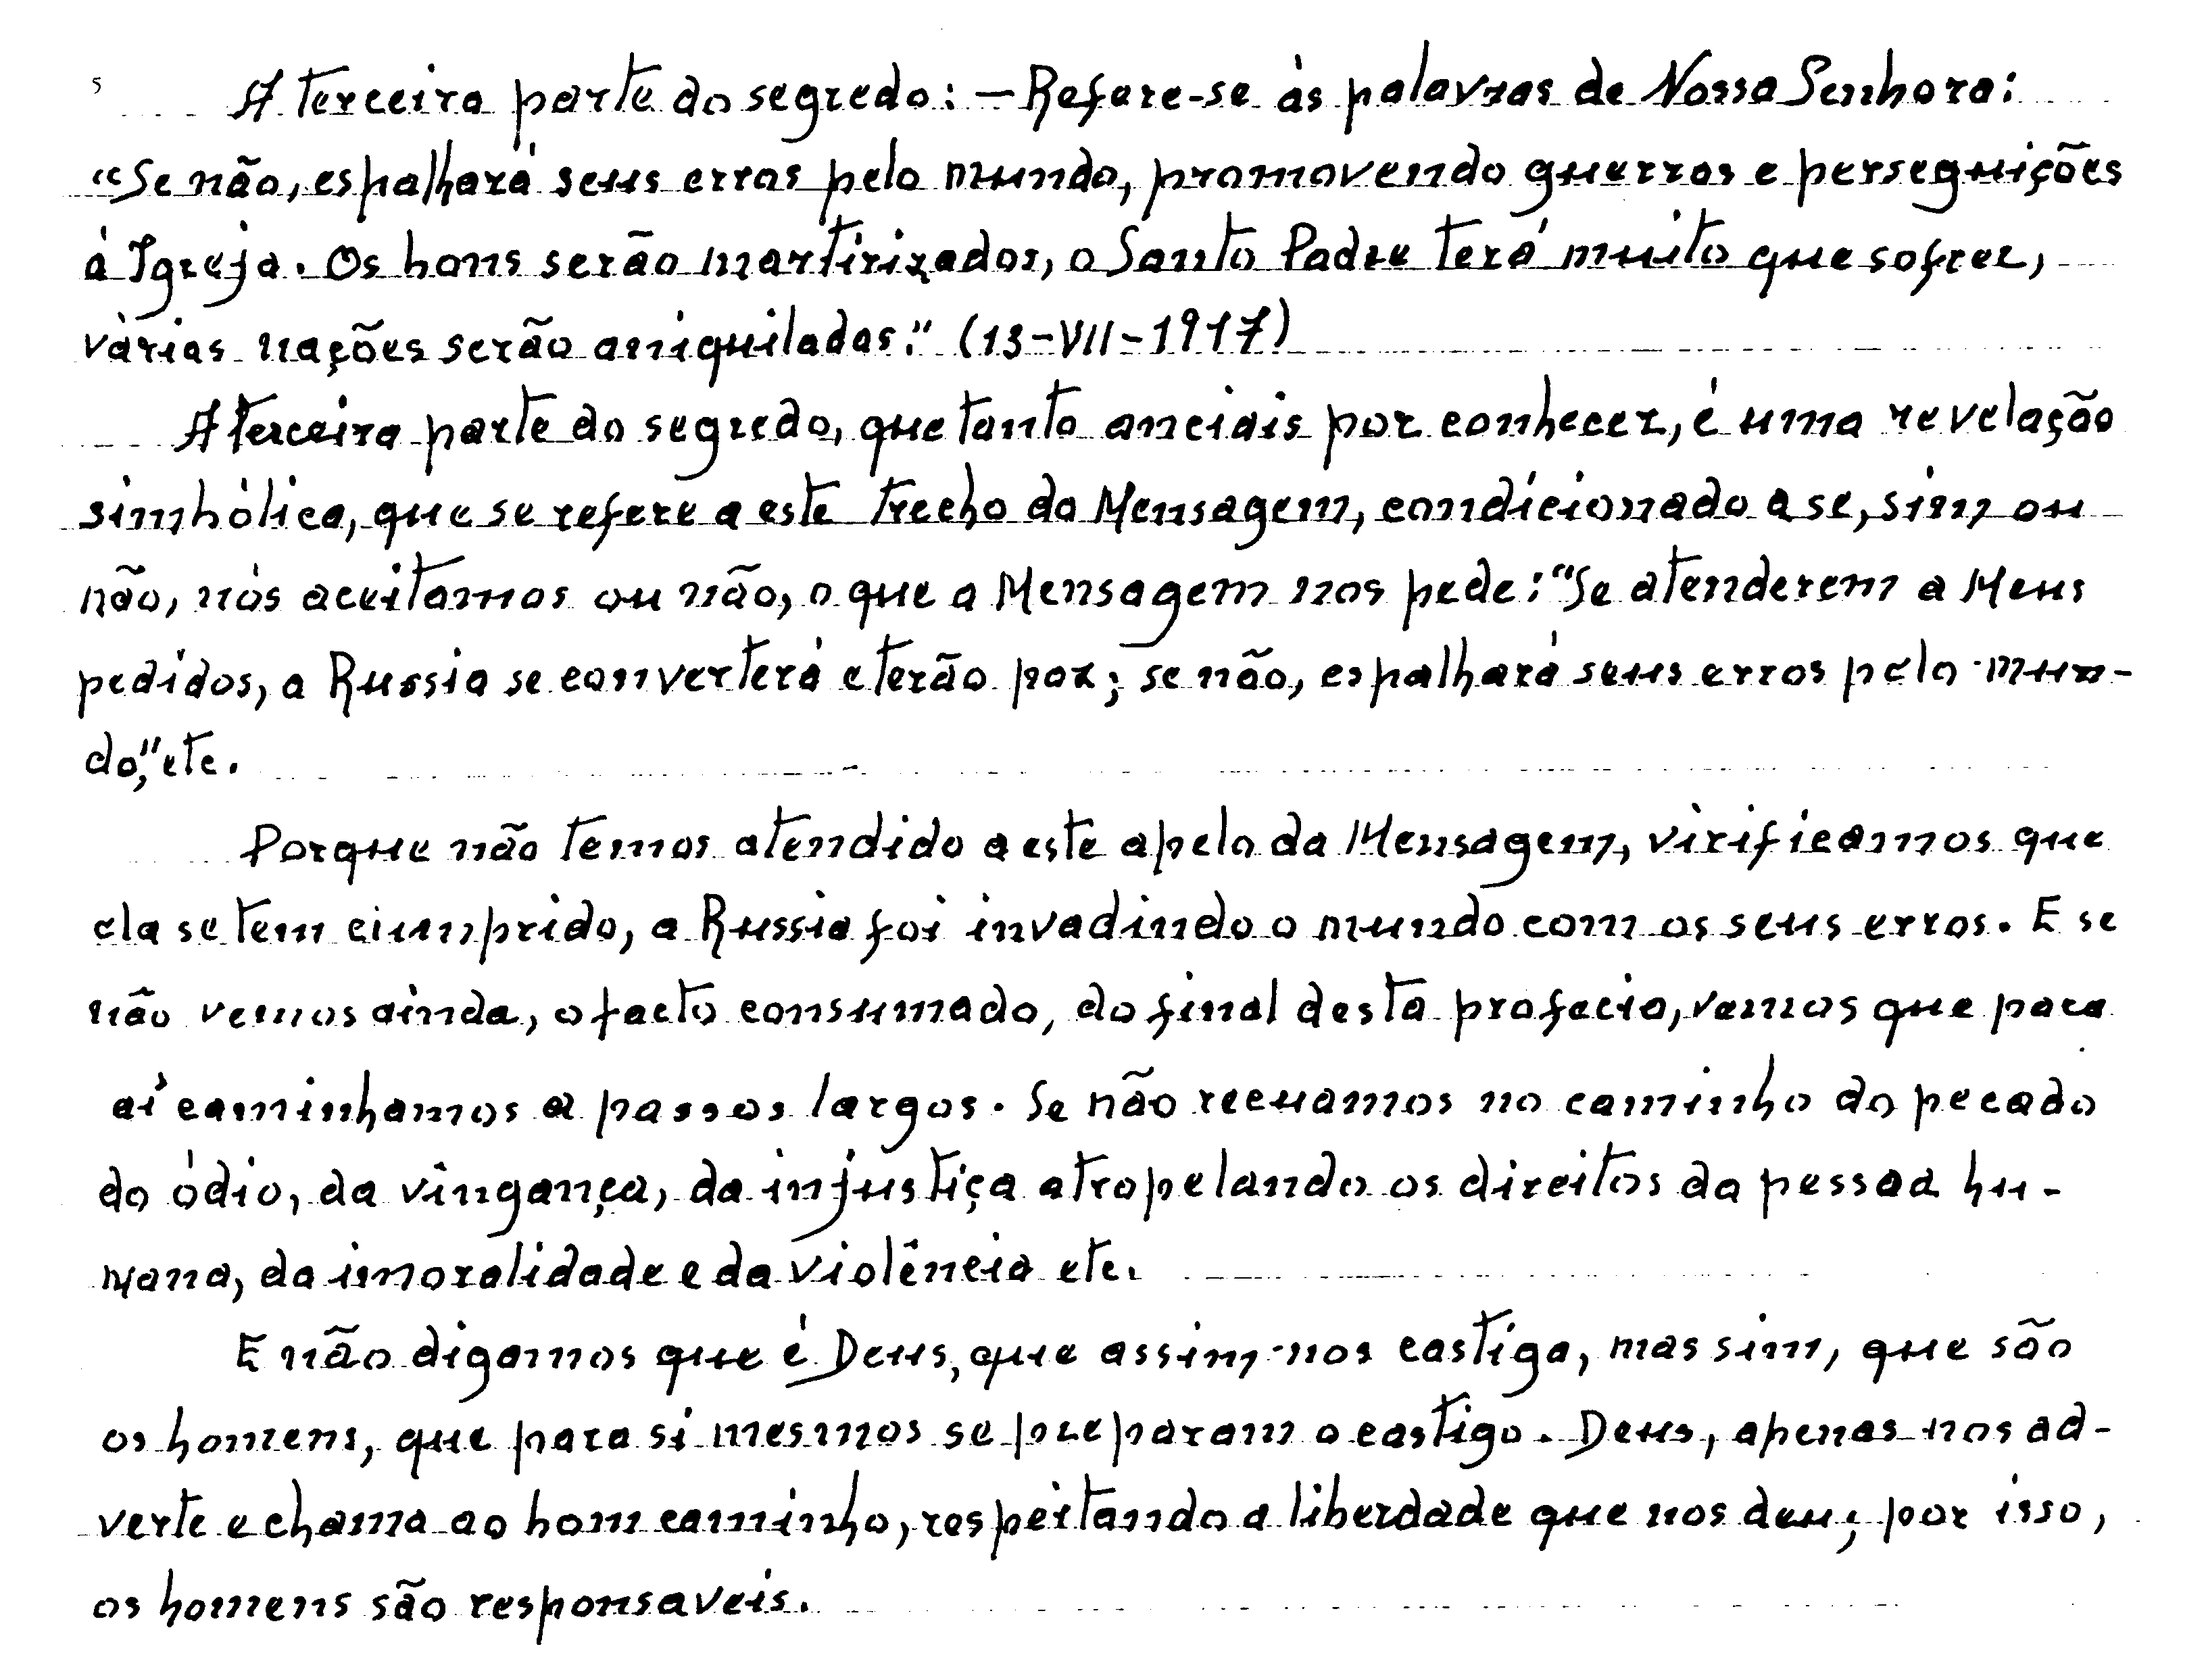 5
A terceira parte do segredo: — Refere-se às palavras de Nossa Senhora:
“Se não, espalhará seus erros pelo mundo, promovendo guerras e perseguições
à Igreja. Os bons serão martirizados, o Santo Padre terá muito que sofrer,
várias nações serão aniquiladas.” (13-VII-1917)
A terceira parte do segredo, que tanto anciais por conhecer, é uma revelação
simbólica, que se refere a este trecho da Mensagem, condicionado a se, sim ou
não, nós aceitamos ou não, o que a Mensagem nos pede: “Se atenderem a Meus
pedidos, a Russia se converterá e terão paz; se não, espalhará seus erros pelo mun-
do,” etc.
Porque não temos atendido a este apelo da Mensagem, virificamos que
ela se tem cumprido, a Russia foi invadindo o mundo com os seus erros. E se
não vemos ainda, o facto consumado, do final desta profecia, vemos que para
aí caminhamos a passos largos. Se não recuamos no caminho do pecado
do ódio, da vingança, da injustiça atropelando os direitos da pessoa hu-
mana, da imoralidade e da violência etc.
E não digamos que é Deus, que assim nos castiga, mas sim, que são
os homens, que para si mesmos se preparam o castigo. Deus, apenas nos ad-
verte e chama ao bom caminho, respeitando a liberdade que nos deu; por isso,
os homens são responsaveis.